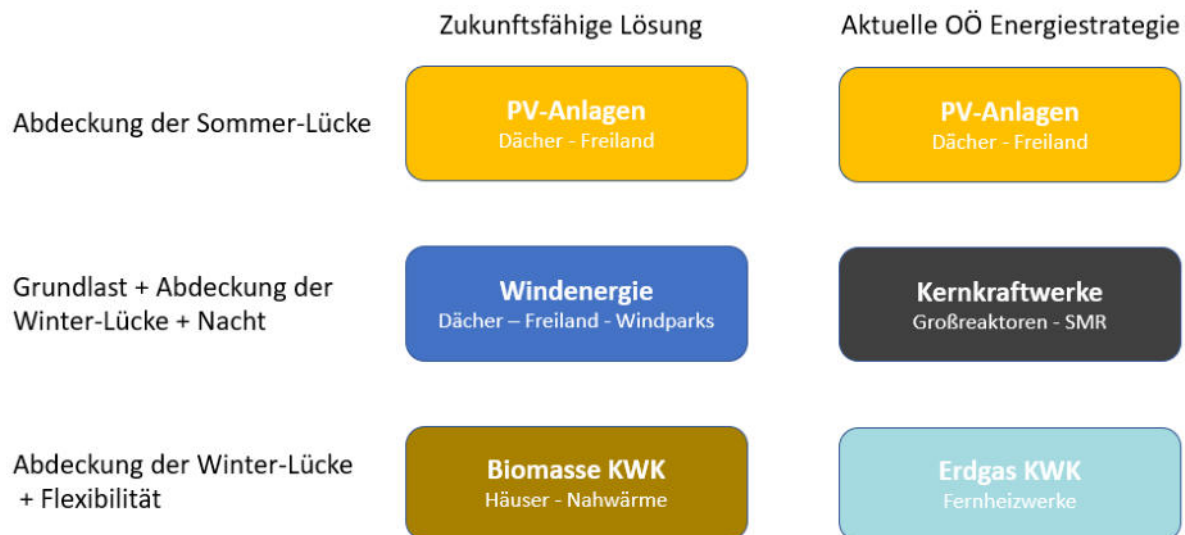 Zukunftsfähige Lösung
Aktuelle OÖ Energiestrategie
Abdeckung der Sommer-Lücke
PV-Anlagen
Dächer - Freiland
PV-Anlagen
Dächer - Freiland
Grundlast + Abdeckung der
Winter-Lücke + Nacht
Windenergie
Dächer – Freiland - Windparks
Kernkraftwerke
Großreaktoren - SMR
Abdeckung der Winter-Lücke
+ Flexibilität
Biomasse KWK
Häuser - Nahwärme
Erdgas KWK
Fernheizwerke